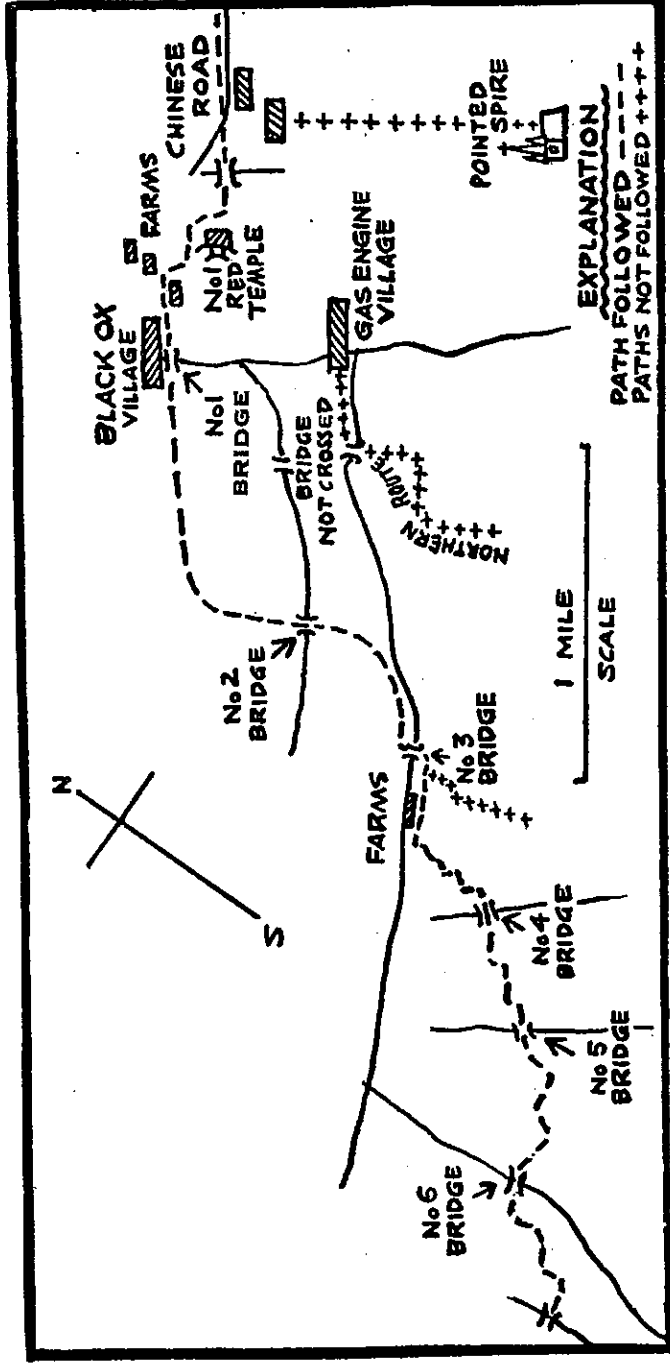 CHINESE
ROAD
FARMS
BLACK OX
VILLAGE
No1
RED
TEMPLE
No1
BRIDGE
GAS ENGINE
VILLAGE
BRIDGE
NOT CROSSED
NORTHERN
ROUTE
POINTED
SPIRE
No2
BRIDGE
N
S
FARMS
No3
BRIDGE
No4
BRIDGE
No5
BRIDGE
No6
BRIDGE
1 MILE
SCALE
EXPLANATION
PATH FOLLOWED ----
PATHS NOT FOLLOWED ++++